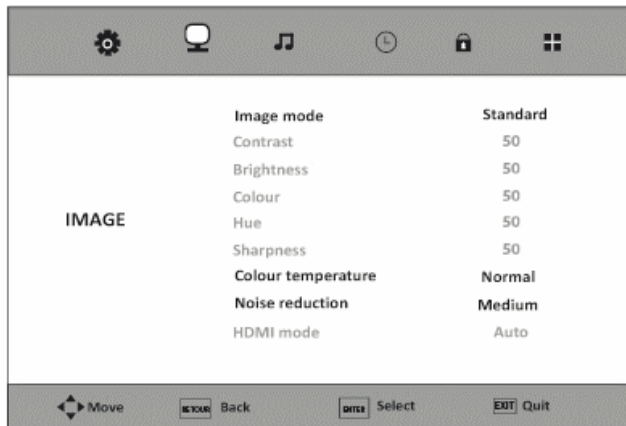 Image mode Standard
Contrast 50
Brightness 50
Colour 50
IMAGE
Hue 50
Sharpness 50
Colour temperature Normal
Noise reduction Medium
HDMI mode Auto
Move RETOUR Back ENTER Select EXIT Quit